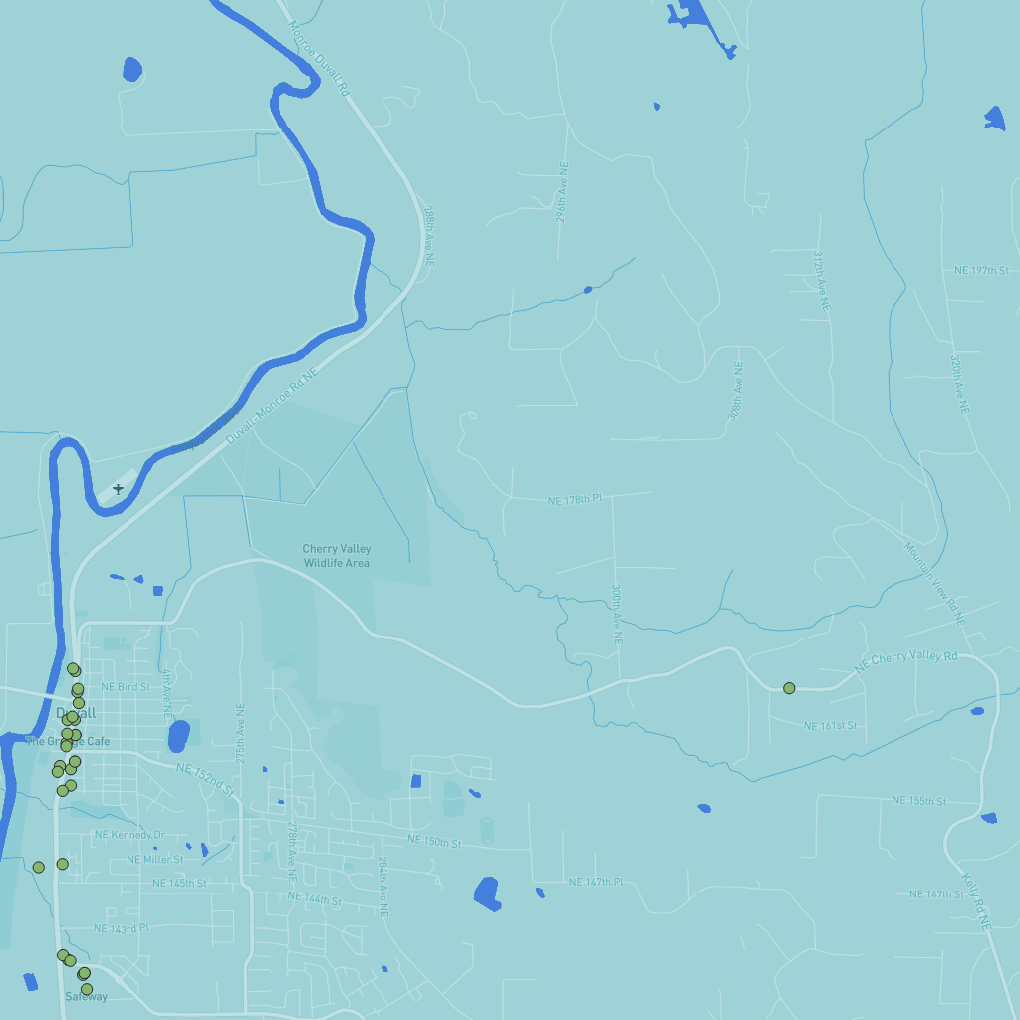 Monroe Duvall Rd
296th Ave NE
288th Ave NE
312th Ave NE
NE 197th St
320th Ave NE
308th Ave NE
Duvall-Monroe Rd NE
NE 178th Pl
Cherry Valley
Wildlife Area
Mountain View Rd NE
300th Ave NE
NE Cherry Valley Rd
NE Bird St
4th Ave NE
Duvall
275th Ave NE
NE 161st St
The Grange Cafe
NE 152nd St
NE 155th St
NE Kernedy Dr
278th Ave NE
NE 150th St
NE Miller St
284th Ave NE
NE 145th St
NE 147th Pl
NE 144th St
NE 147th St
Kelly Rd NE
NE 143rd Pl
Safeway